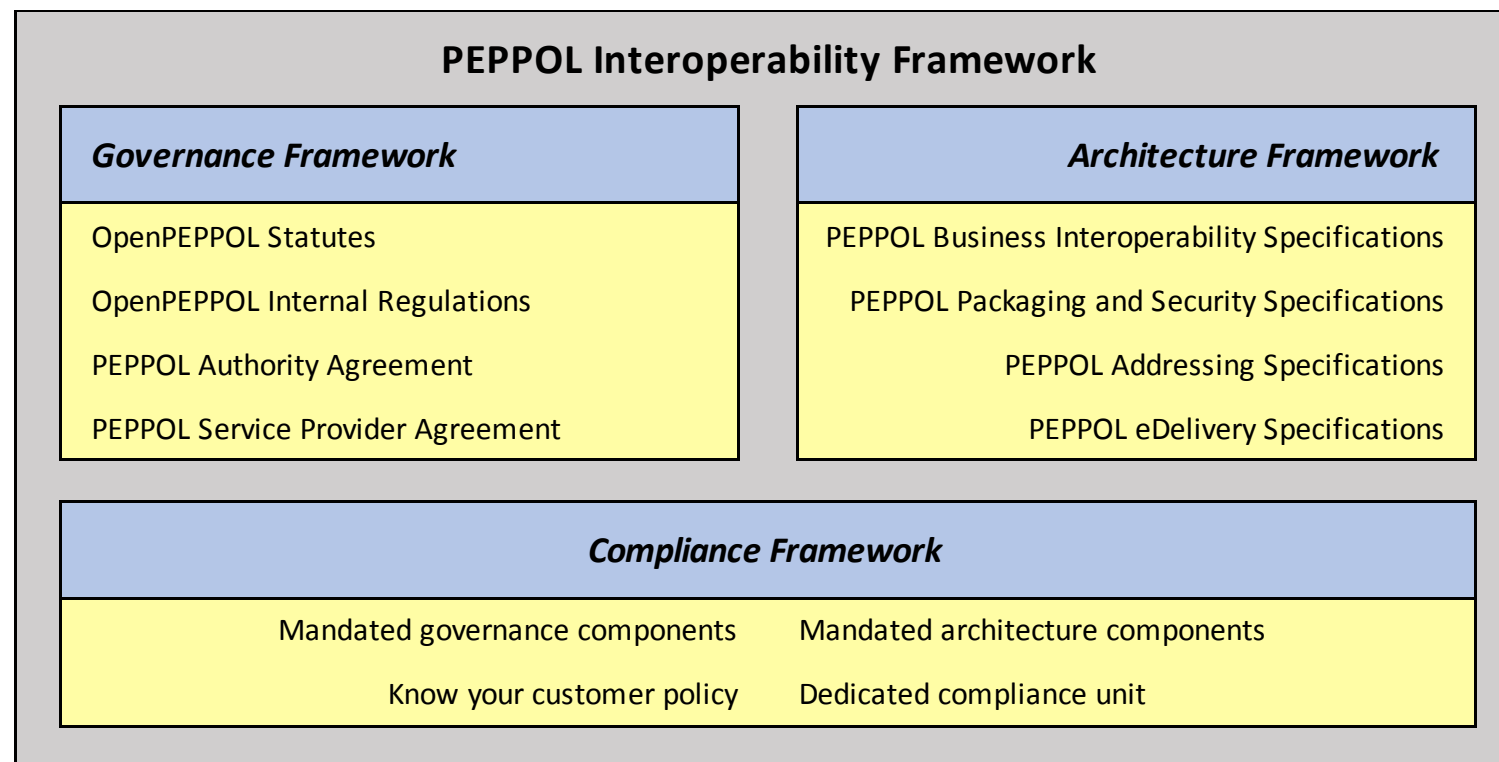 PEPPOL Interoperability Framework
Governance Framework
OpenPEPPOL Statutes
OpenPEPPOL Internal Regulations
PEPPOL Authority Agreement
PEPPOL Service Provider Agreement
Architecture Framework
PEPPOL Business Interoperability Specifications
PEPPOL Packaging and Security Specifications
PEPPOL Addressing Specifications
PEPPOL eDelivery Specifications
Compliance Framework
Mandated governance components
Know your customer policy
Mandated architecture components
Dedicated compliance unit